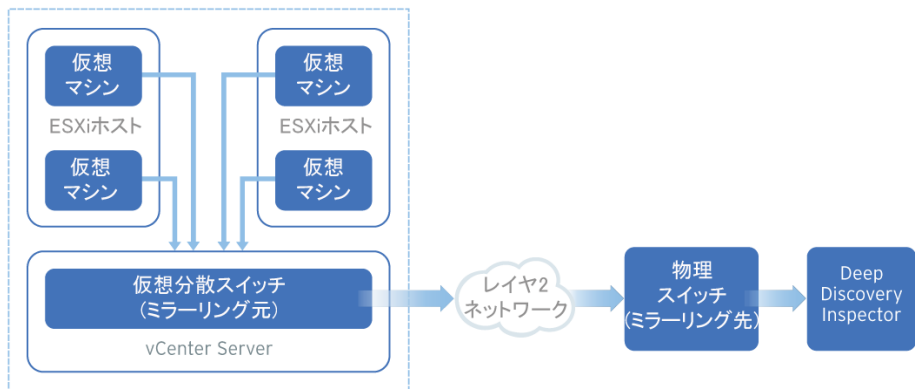 仮想
マシン
ESXiホスト
仮想
マシン
仮想
マシン
ESXiホスト
仮想
マシン
仮想分散スイッチ
(ミラーリング元)
vCenter Server
レイヤ2
ネットワーク
物理
スイッチ
(ミラーリング先)
Deep
Discovery
Inspector